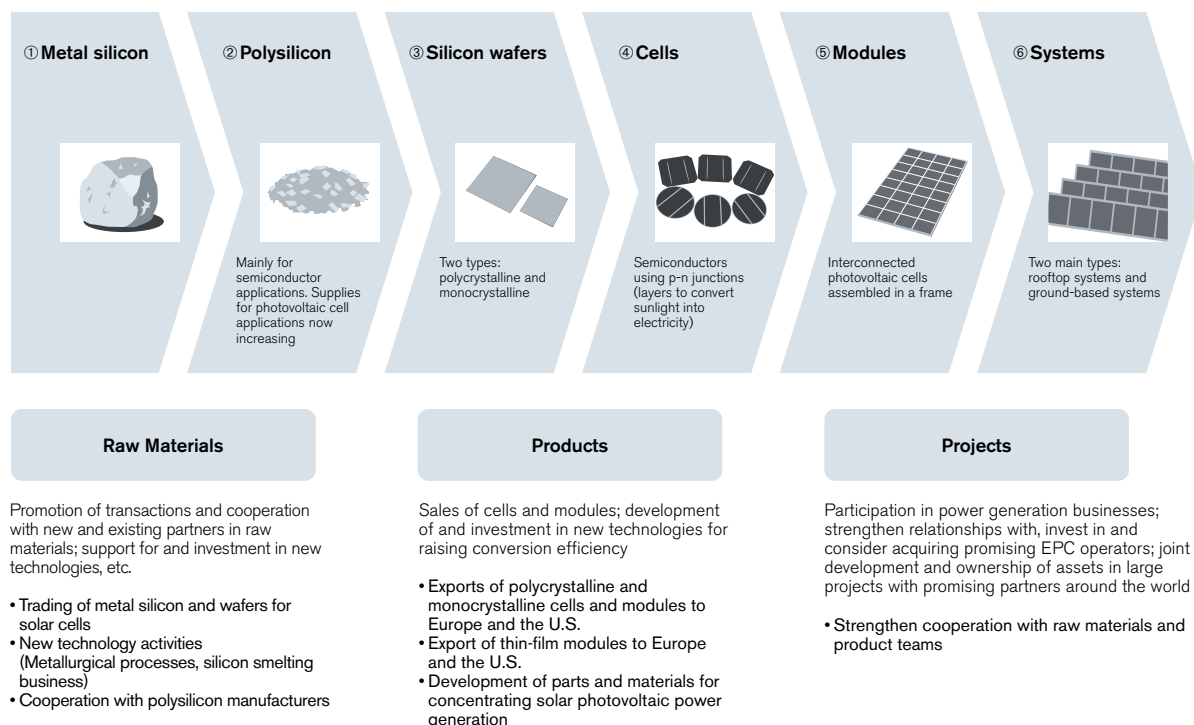 ①Metal silicon
②Polysilicon
③Silicon wafers
④Cells
⑤Modules
⑥Systems
Mainly for
semiconductor
applications. Supplies
for photovoltaic cell
applications now
increasing
Two types:
polycrystalline and
monocrystalline
Semiconductors
using p-n junctions
(layers to convert
sunlight into
electricity)
Interconnected
photovoltaic cells
assembled in a frame
Two main types:
rooftop systems and
ground-based systems
Raw Materials
Promotion of transactions and cooperation
with new and existing partners in raw
materials; support for and investment in new
technologies, etc.
• Trading of metal silicon and wafers for
solar cells
• New technology activities
(Metallurgical processes, silicon smelting
business)
• Cooperation with polysilicon manufacturers
Products
Sales of cells and modules; development
of and investment in new technologies for
raising conversion efficiency
• Exports of polycrystalline and
monocrystalline cells and modules to
Europe and the U.S.
• Export of thin-film modules to Europe
and the U.S.
• Development of parts and materials for
concentrating solar photovoltaic power
generation
Projects
Participation in power generation businesses;
strengthen relationships with, invest in and
consider acquiring promising EPC operators; joint
development and ownership of assets in large
projects with promising partners around the world
• Strengthen cooperation with raw materials and
product teams